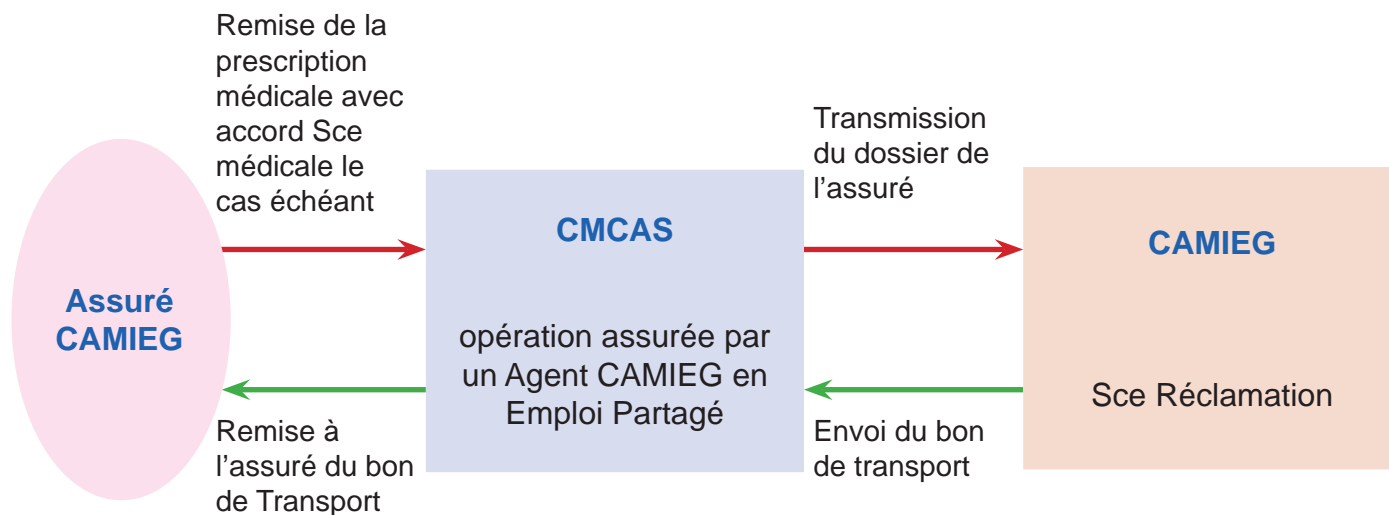 Remise de la
prescription
médicale avec
accord Sce
médicale le
cas échéant
Transmission
du dossier de
l’assuré
Assuré
CAMIEG
CMCAS
opération assurée par
un Agent CAMIEG en
Emploi Partagé
CAMIEG
Sce Réclamation
Remise à
l’assuré du bon
de Transport
Envoi du bon
de transport